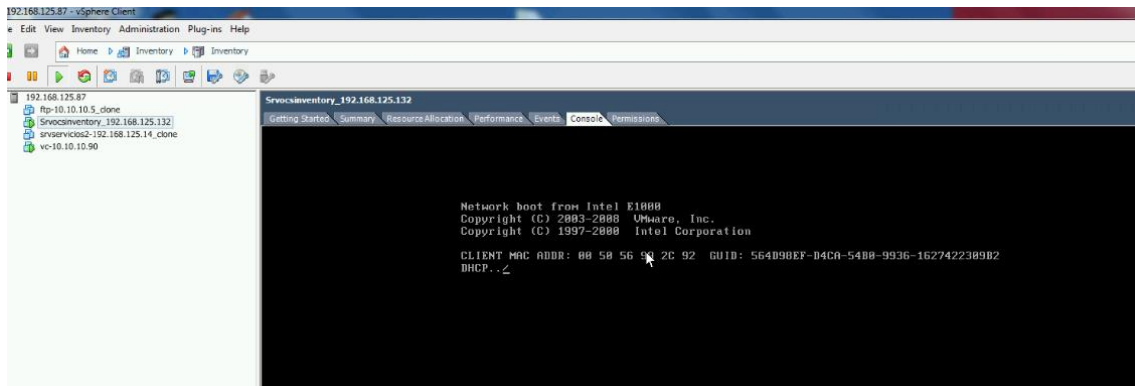 192.168.125.87 - vSphere Client
Edit View Inventory Administration Plug-ins Help
Home Inventory Inventory
192.168.125.87
ftp-10.10.10.5_clone
Srvocsinventory_192.168.125.132
srvservicios2-192.168.125.14_clone
vc-10.10.10.90
Srvocsinventory_192.168.125.132
Getting Started Summary Resource Allocation Performance Events Console Permissions
Network boot from Intel E1000
Copyright (C) 2003-2008 VMware, Inc.
Copyright (C) 1997-2000 Intel Corporation
CLIENT MAC ADDR: 00 50 56 2C 92 GUID: 564D98EF-D4CA-54B0-9936-1627422309B2
DHCP../